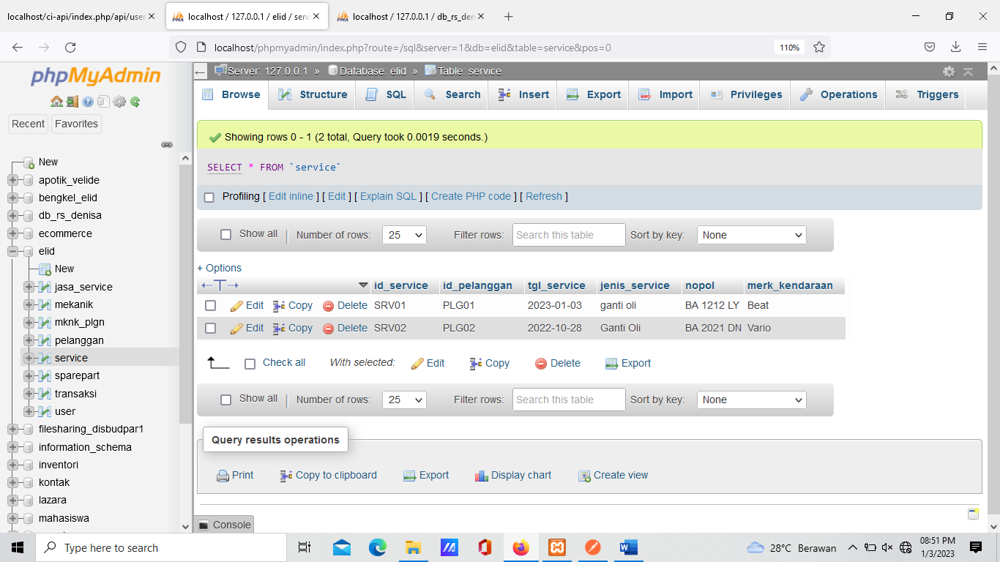 localhost/ci-api/index.php/api/user
localhost / 127.0.0.1 / elid / servi
localhost / 127.0.0.1 / db_rs_den
localhost/phpmyadmin/index.php?route=/sql&server=1&db=elid&table=service&pos=0
110%
phpMyAdmin
Recent
Favorites
New
apotik_velide
bengkel_elid
db_rs_denisa
ecommerce
elid
New
jasa_service
mekanik
mknk_plgn
pelanggan
service
sparepart
transaksi
user
filesharing_disbudpar1
information_schema
inventori
kontak
lazara
mahasiswa
Server: 127.0.0.1 » Database: elid » Table: service
Browse Structure SQL Search Insert Export Import Privileges Operations Triggers
Showing rows 0 - 1 (2 total, Query took 0.0019 seconds.)
SELECT * FROM `service`
Profiling [ Edit inline ] [ Edit ] [ Explain SQL ] [ Create PHP code ] [ Refresh ]
Show all Number of rows: 25 Filter rows: Search this table Sort by key: None
+ Options
id_service id_pelanggan tgl_service jenis_service nopol merk_kendaraan
Edit Copy Delete SRV01 PLG01 2023-01-03 ganti oli BA 1212 LY Beat
Edit Copy Delete SRV02 PLG02 2022-10-28 Ganti Oli BA 2021 DN Vario
Check all With selected: Edit Copy Delete Export
Show all Number of rows: 25 Filter rows: Search this table Sort by key: None
Query results operations
Print Copy to clipboard Export Display chart Create view
Console
Type here to search
28°C Berawan
08:51 PM
1/3/2023